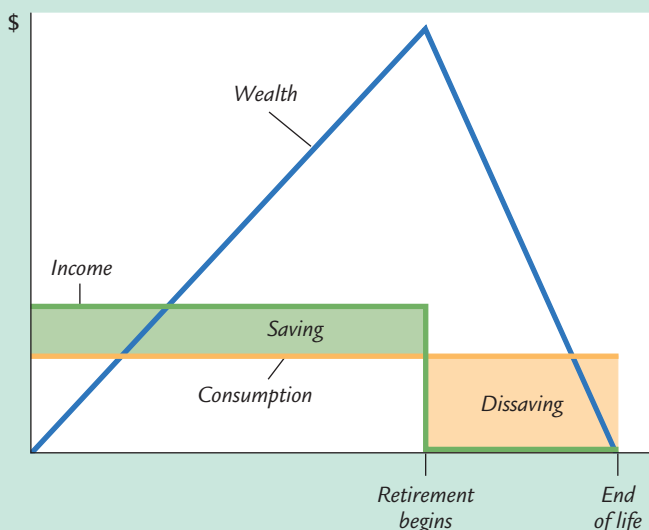 $
Wealth
Income
Saving
Consumption
Dissaving
Retirement
begins
End
of life